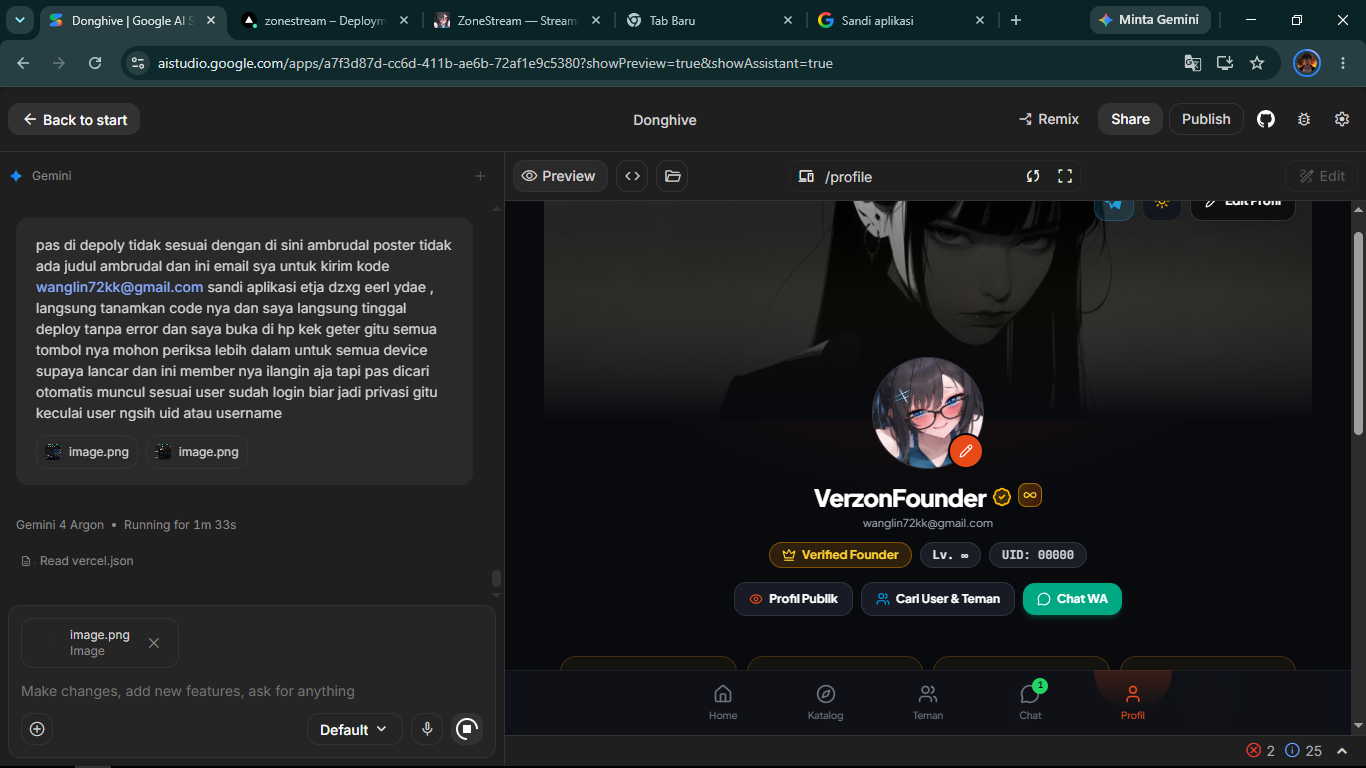 Donghive | Google AI S
zonestream – Deploym
ZoneStream — Stream
Tab Baru
Sandi aplikasi
Minta Gemini
aistudio.google.com/apps/a7f3d87d-cc6d-411b-ae6b-72af1e9c5380?showPreview=true&showAssistant=true
Back to start
Donghive
Remix
Share
Publish
Gemini
Preview
/profile
Edit
pas di depoly tidak sesuai dengan di sini ambrudal poster tidak
ada judul ambrudal dan ini email sya untuk kirim kode
wanglin72kk@gmail.com sandi aplikasi etja dzxg eerl ydae ,
langsung tanamkan code nya dan saya langsung tinggal
deploy tanpa error dan saya buka di hp kek geter gitu semua
tombol nya mohon periksa lebih dalam untuk semua device
supaya lancar dan ini member nya ilangin aja tapi pas dicari
otomatis muncul sesuai user sudah login biar jadi privasi gitu
keculai user ngsih uid atau username
image.png
image.png
Gemini 4 Argon • Running for 1m 33s
Read vercel.json
image.png
Image
Make changes, add new features, ask for anything
Default
Edit Profil
VerzonFounder
wanglin72kk@gmail.com
Verified Founder
Lv. ∞
UID: 00000
Profil Publik
Cari User & Teman
Chat WA
Home
Katalog
Teman
1
Chat
Profil
2
25